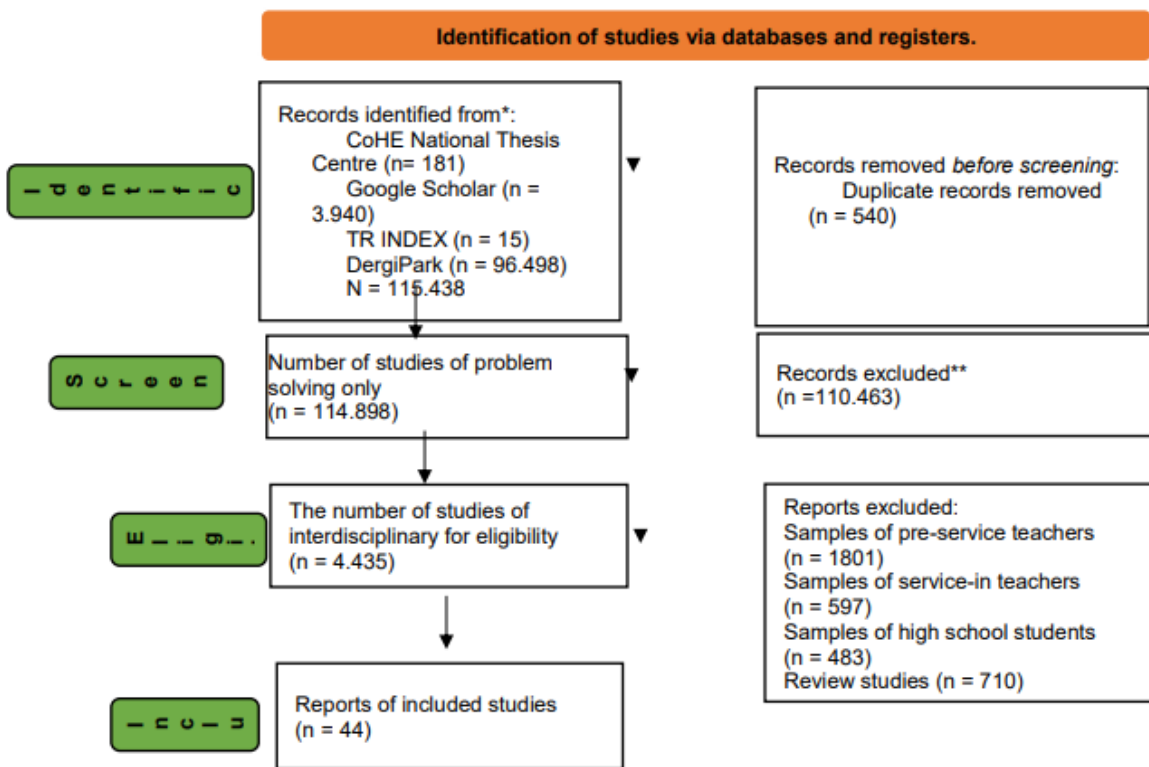 Identification of studies via databases and registers.
Identific
Records identified from*:
CoHE National Thesis
Centre (n= 181)
Google Scholar (n =
3.940)
TR INDEX (n = 15)
DergiPark (n = 96.498)
N = 115.438
Records removed before screening:
Duplicate records removed
(n = 540)
Screen
Number of studies of problem
solving only
(n = 114.898)
Records excluded**
(n =110.463)
Eligi.
The number of studies of
interdisciplinary for eligibility
(n = 4.435)
Reports excluded:
Samples of pre-service teachers
(n = 1801)
Samples of service-in teachers
(n = 597)
Samples of high school students
(n = 483)
Review studies (n = 710)
Inclu
Reports of included studies
(n = 44)